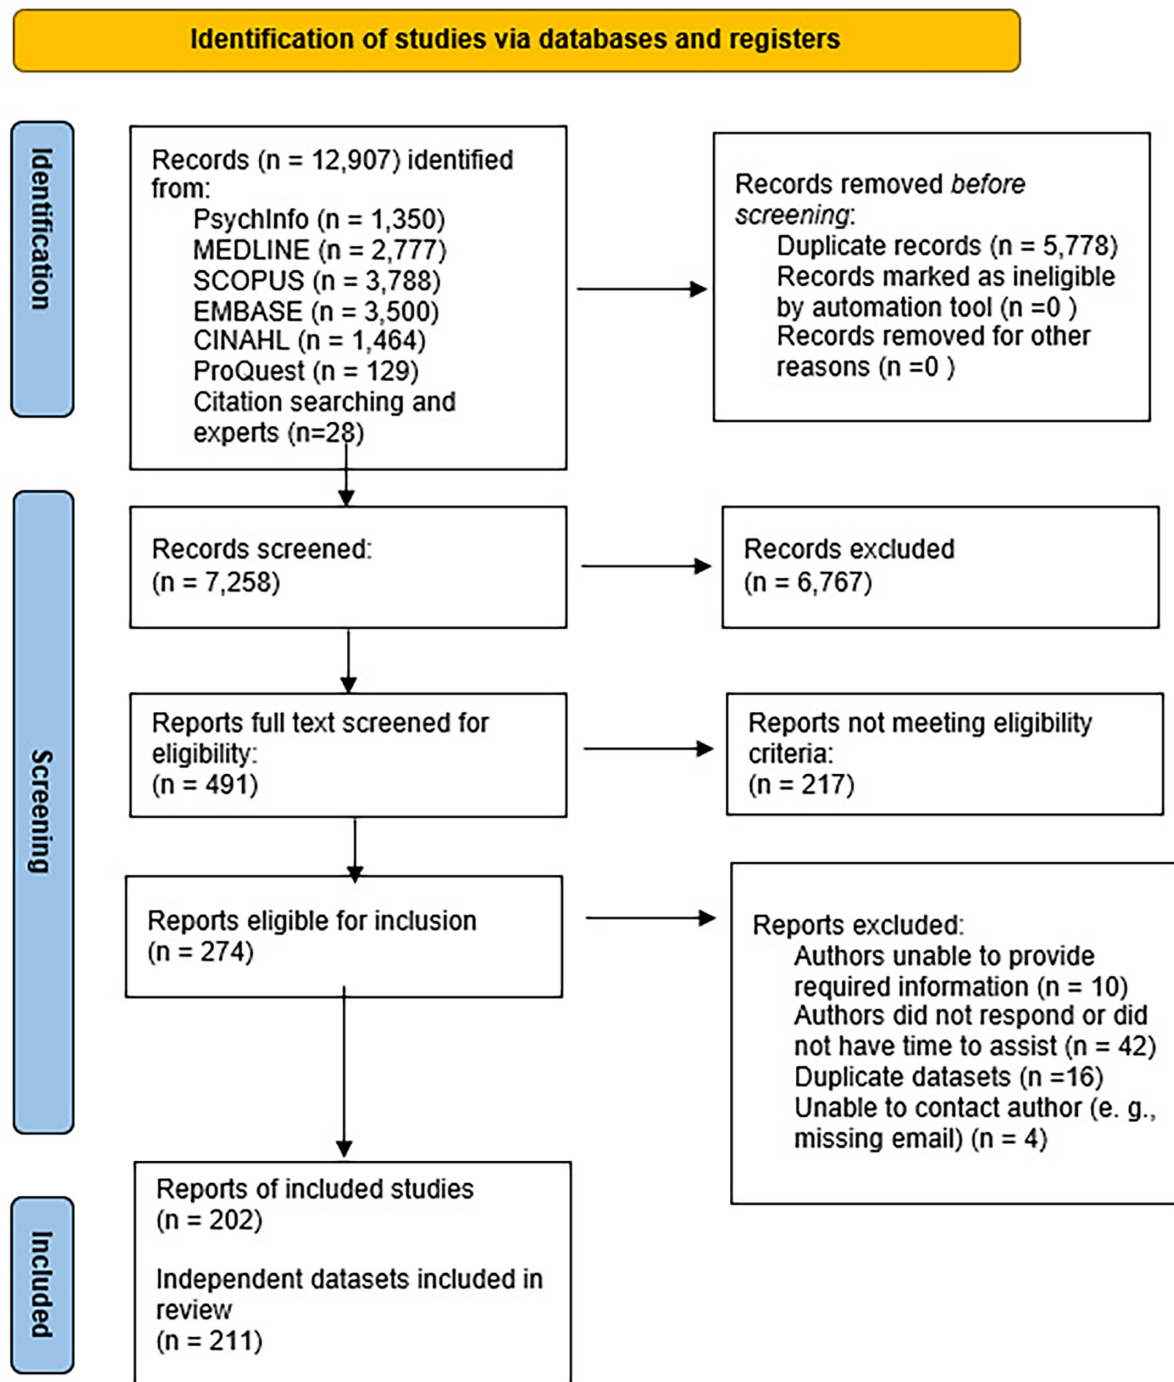 Identification of studies via databases and registers
Identification
Records (n = 12,907) identified
from:
PsychInfo (n = 1,350)
MEDLINE (n = 2,777)
SCOPUS (n = 3,788)
EMBASE (n = 3,500)
CINAHL (n = 1,464)
ProQuest (n = 129)
Citation searching and
experts (n=28)
Records removed before
screening:
Duplicate records (n = 5,778)
Records marked as ineligible
by automation tool (n =0 )
Records removed for other
reasons (n =0 )
Screening
Records screened:
(n = 7,258)
Records excluded
(n = 6,767)
Reports full text screened for
eligibility:
(n = 491)
Reports not meeting eligibility
criteria:
(n = 217)
Reports eligible for inclusion
(n = 274)
Reports excluded:
Authors unable to provide
required information (n = 10)
Authors did not respond or did
not have time to assist (n = 42)
Duplicate datasets (n =16)
Unable to contact author (e. g.,
missing email) (n = 4)
Included
Reports of included studies
(n = 202)
Independent datasets included in
review
(n = 211)